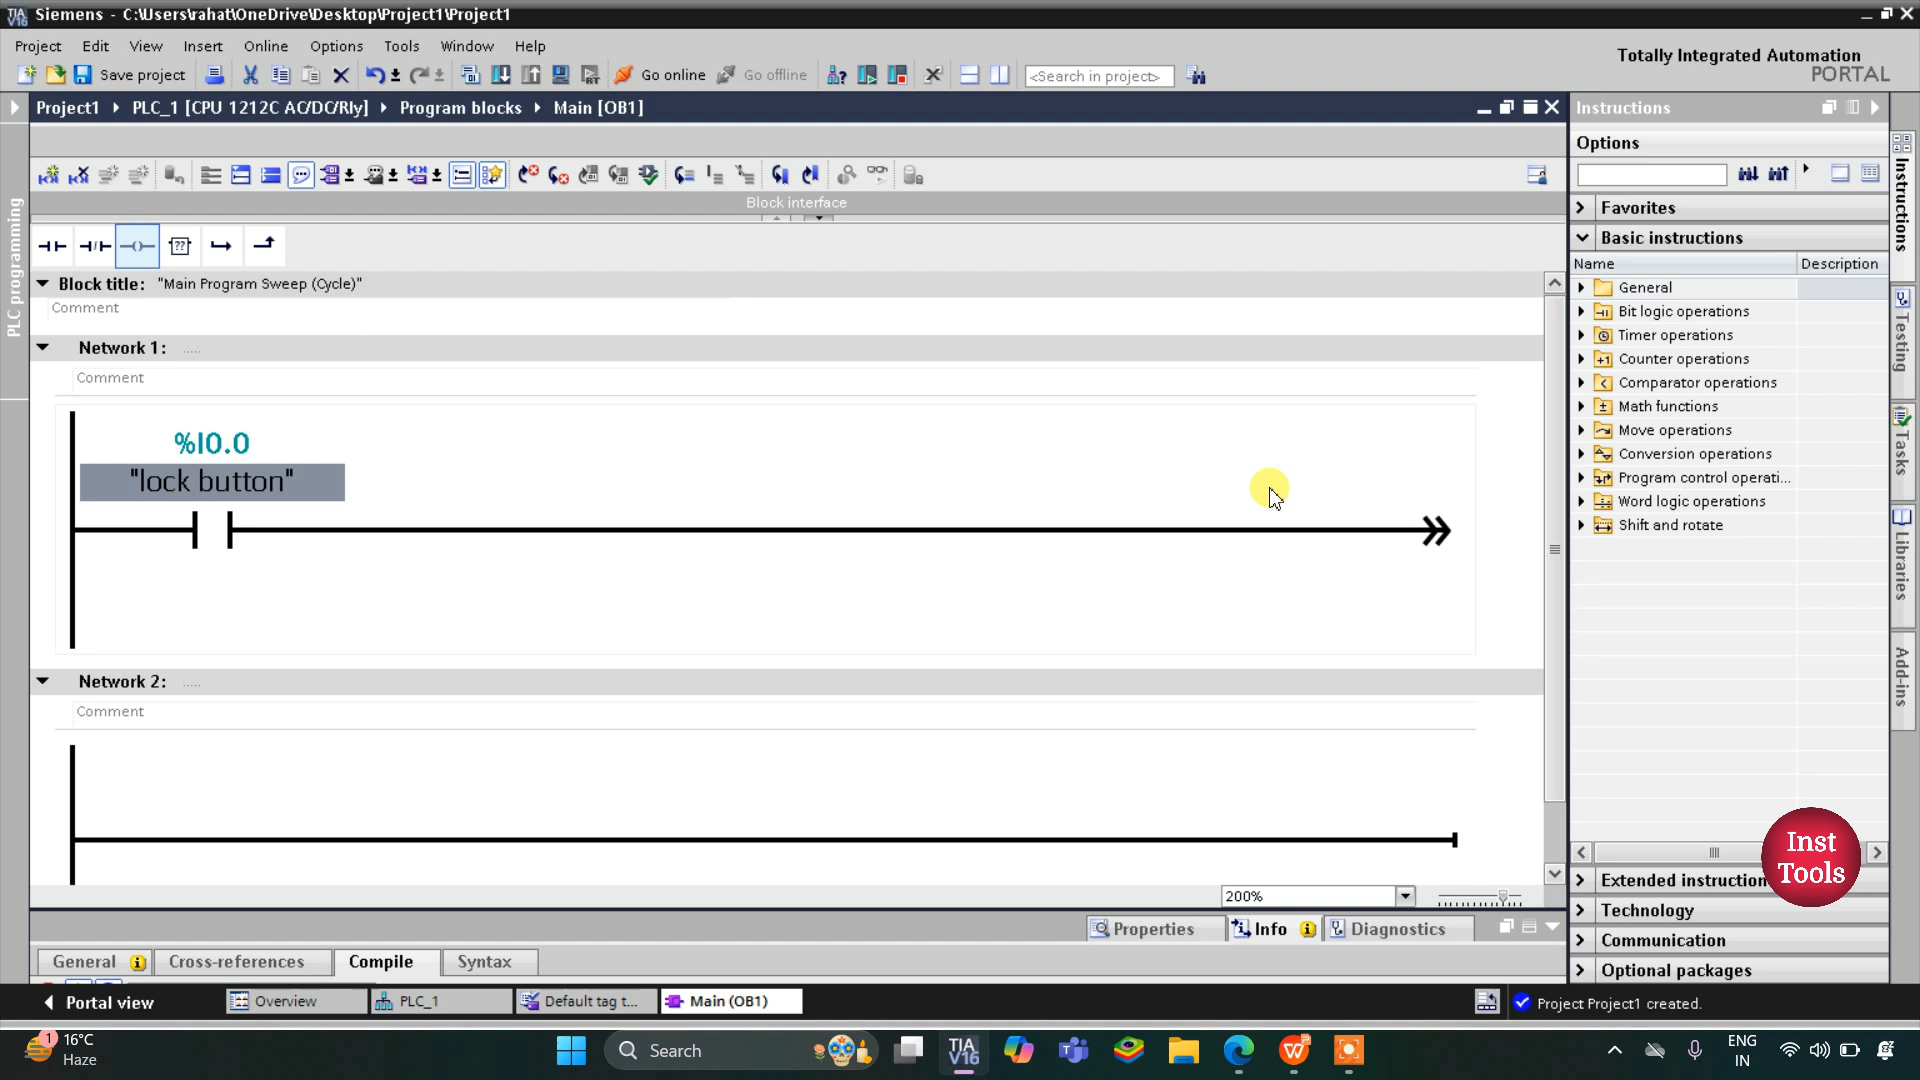 Siemens - C:\Users\rahat\OneDrive\Desktop\Project1\Project1
Project Edit View Insert Online Options Tools Window Help
Totally Integrated Automation
PORTAL
Save project
Go online
Go offline
<Search in project>
Project1 PLC_1 [CPU 1212C AC/DC/Rly] Program blocks Main [OB1]
Instructions
Options
Block interface
Favorites
Basic instructions
Name Description
General
Bit logic operations
Timer operations
Counter operations
Comparator operations
Math functions
Move operations
Conversion operations
Program control operati...
Word logic operations
Shift and rotate
Extended instruction
Technology
Communication
Optional packages
PLC programming
Instructions
Testing
Tasks
Libraries
Add-ins
Block title: "Main Program Sweep (Cycle)"
Comment
Network 1: .....
Comment
%I0.0
"lock button"
Network 2: .....
Comment
200%
Inst
Tools
Properties Info Diagnostics
General Cross-references Compile Syntax
Portal view Overview PLC_1 Default tag t... Main (OB1) Project Project1 created.
1
16°C
Haze
Search
TIA
V16
ENG
IN